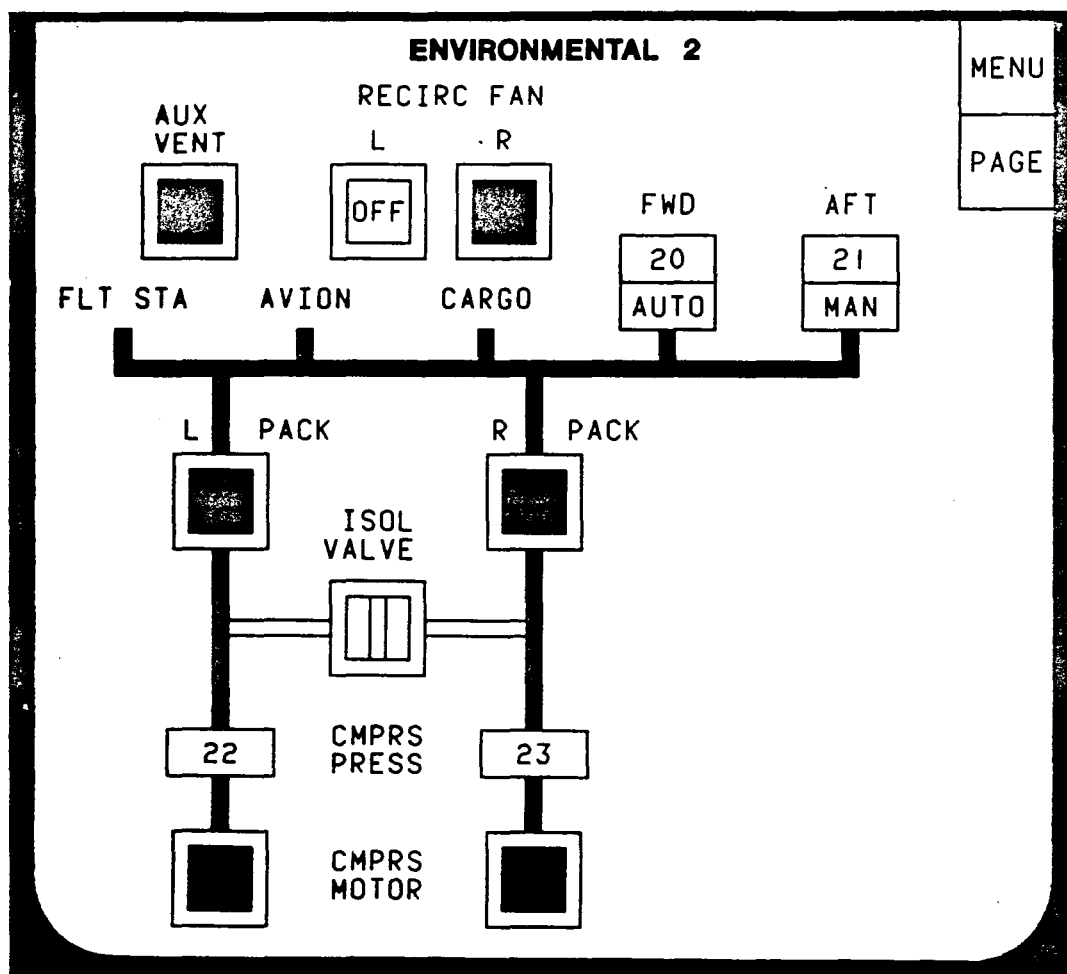 ENVIRONMENTAL 2
MENU
PAGE
RECIRC FAN
AUX
VENT
L
R
OFF
FWD
AFT
20
21
AUTO
MAN
FLT STA
AVION
CARGO
L PACK
R PACK
ISOL
VALVE
22
CMPRS
PRESS
23
CMPRS
MOTOR